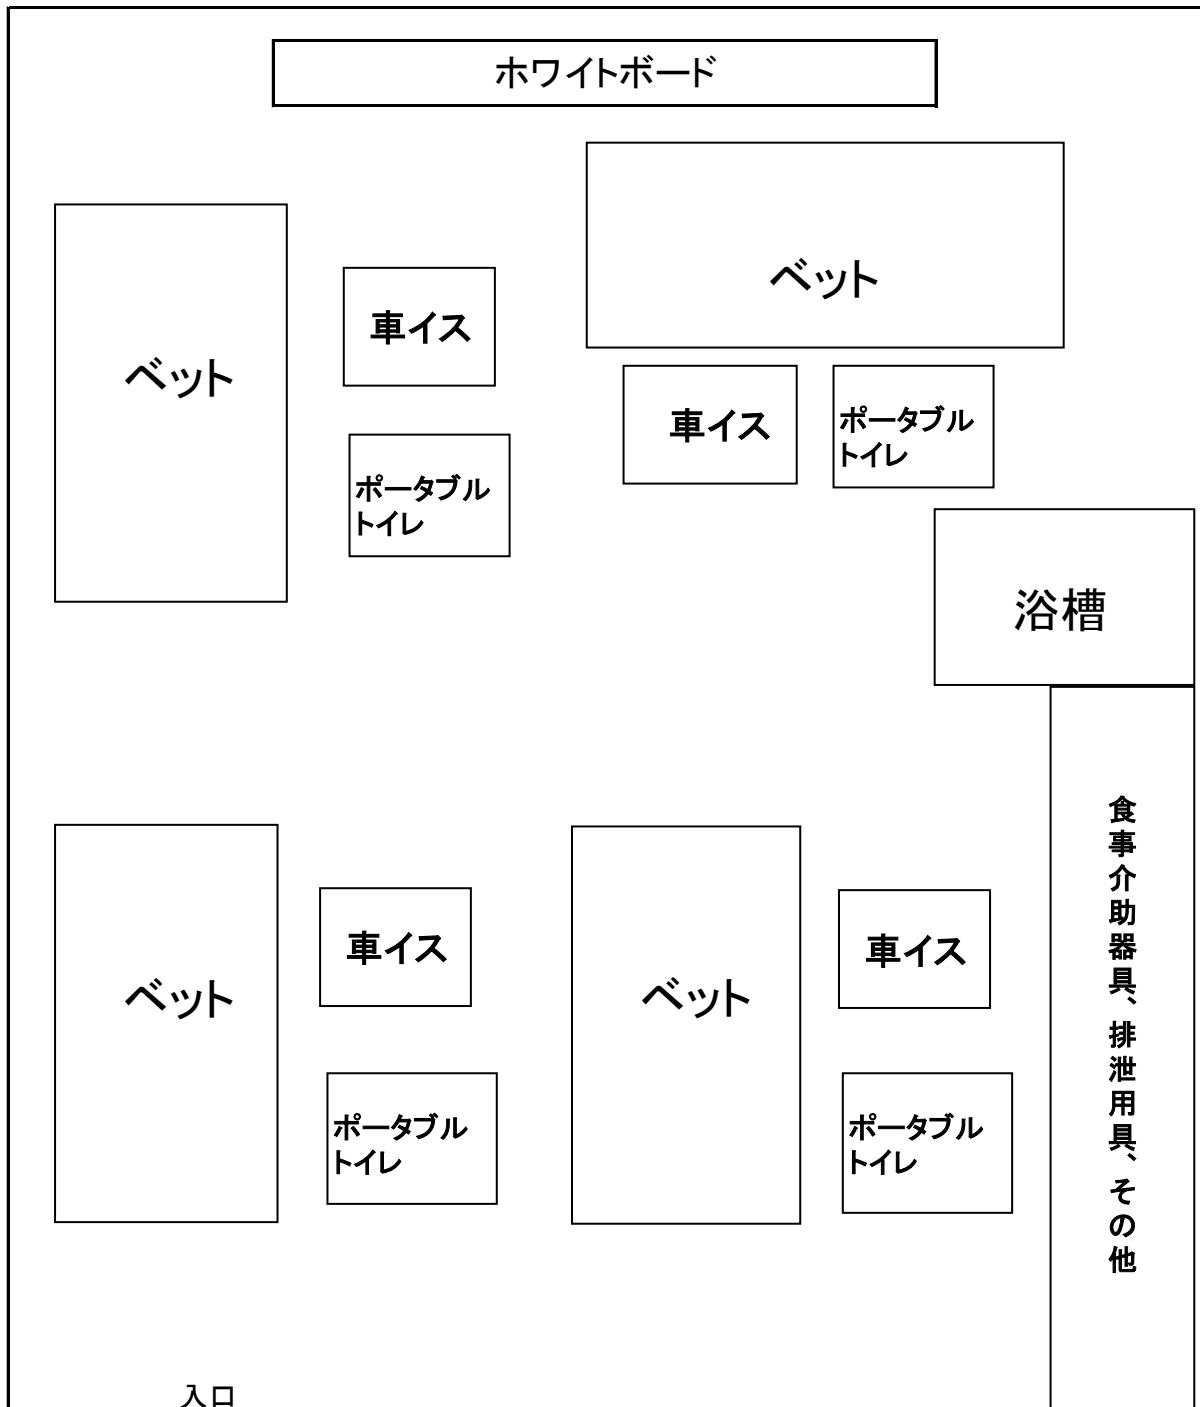 ホワイトボード
ベット
車イス
ベット
車イス
ポータブル
トイレ
ポータブル
トイレ
浴槽
食事介助器具、排泄用具、その他
ベット
車イス
ベット
車イス
ポータブル
トイレ
ポータブル
トイレ
入口